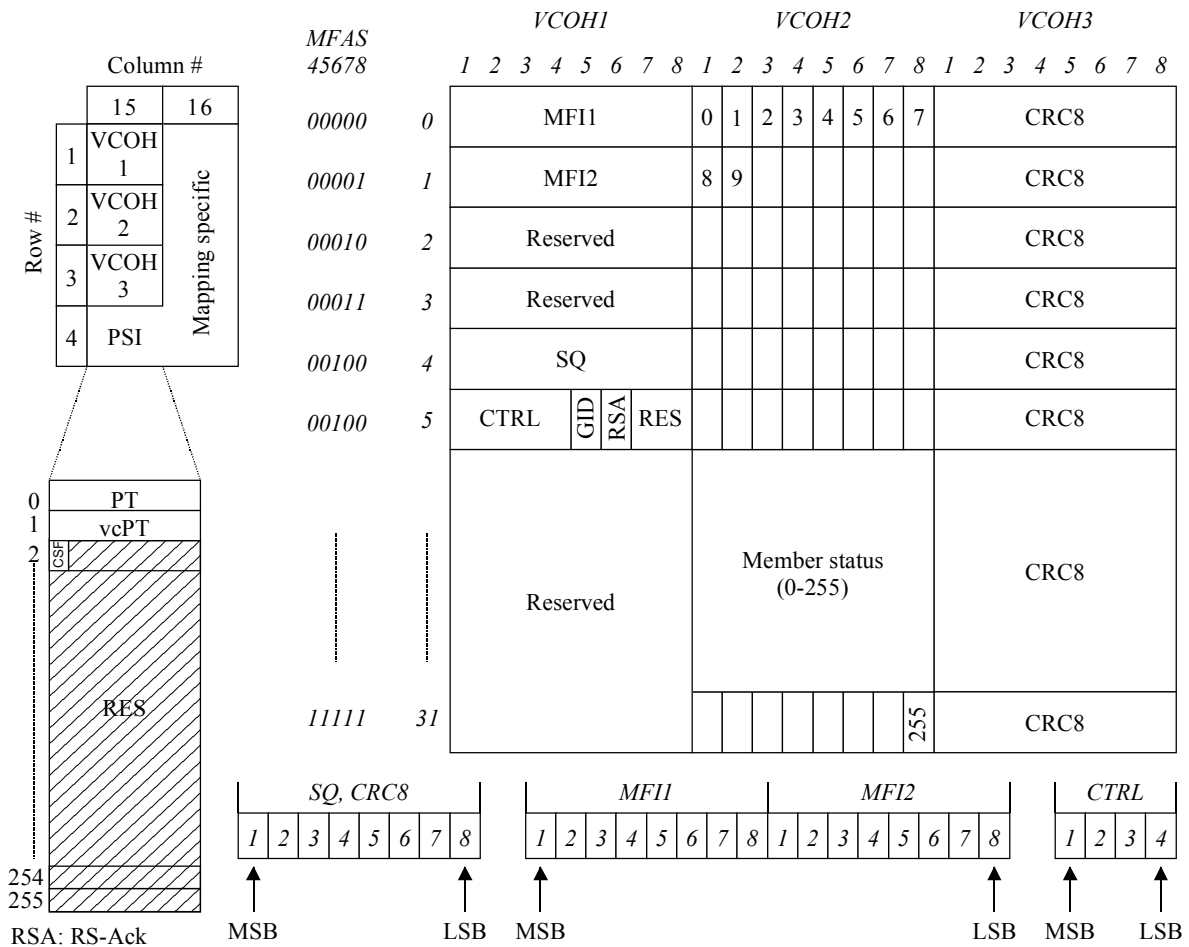 VCOH1 VCOH2 VCOH3
MFAS
45678
1 2 3 4 5 6 7 8 1 2 3 4 5 6 7 8 1 2 3 4 5 6 7 8
Column #
15 16
Row #
1 VCOH 1
2 VCOH 2
3 VCOH 3
4 PSI
Mapping specific
00000 0 MFI1 0 1 2 3 4 5 6 7 CRC8
00001 1 MFI2 8 9 CRC8
00010 2 Reserved CRC8
00011 3 Reserved CRC8
00100 4 SQ CRC8
00100 5 CTRL GID RSA RES CRC8
Reserved
Member status
(0-255)
CRC8
11111 31 255 CRC8
0 PT
1 vcPT
2 CSF
RES
254
255
RSA: RS-Ack
SQ, CRC8
1 2 3 4 5 6 7 8
MSB LSB
MFI1 MFI2
1 2 3 4 5 6 7 8 1 2 3 4 5 6 7 8
MSB LSB
CTRL
1 2 3 4
MSB LSB